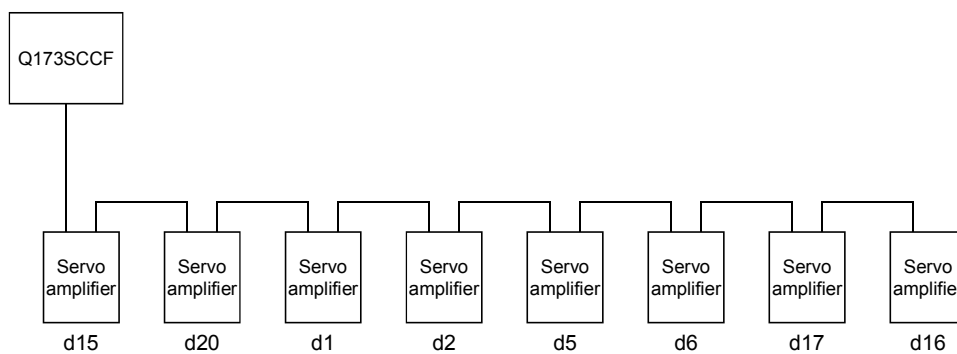 Q173SCCF
Servo
amplifier
Servo
amplifier
Servo
amplifier
Servo
amplifier
Servo
amplifier
Servo
amplifier
Servo
amplifier
Servo
amplifier
d15
d20
d1
d2
d5
d6
d17
d16